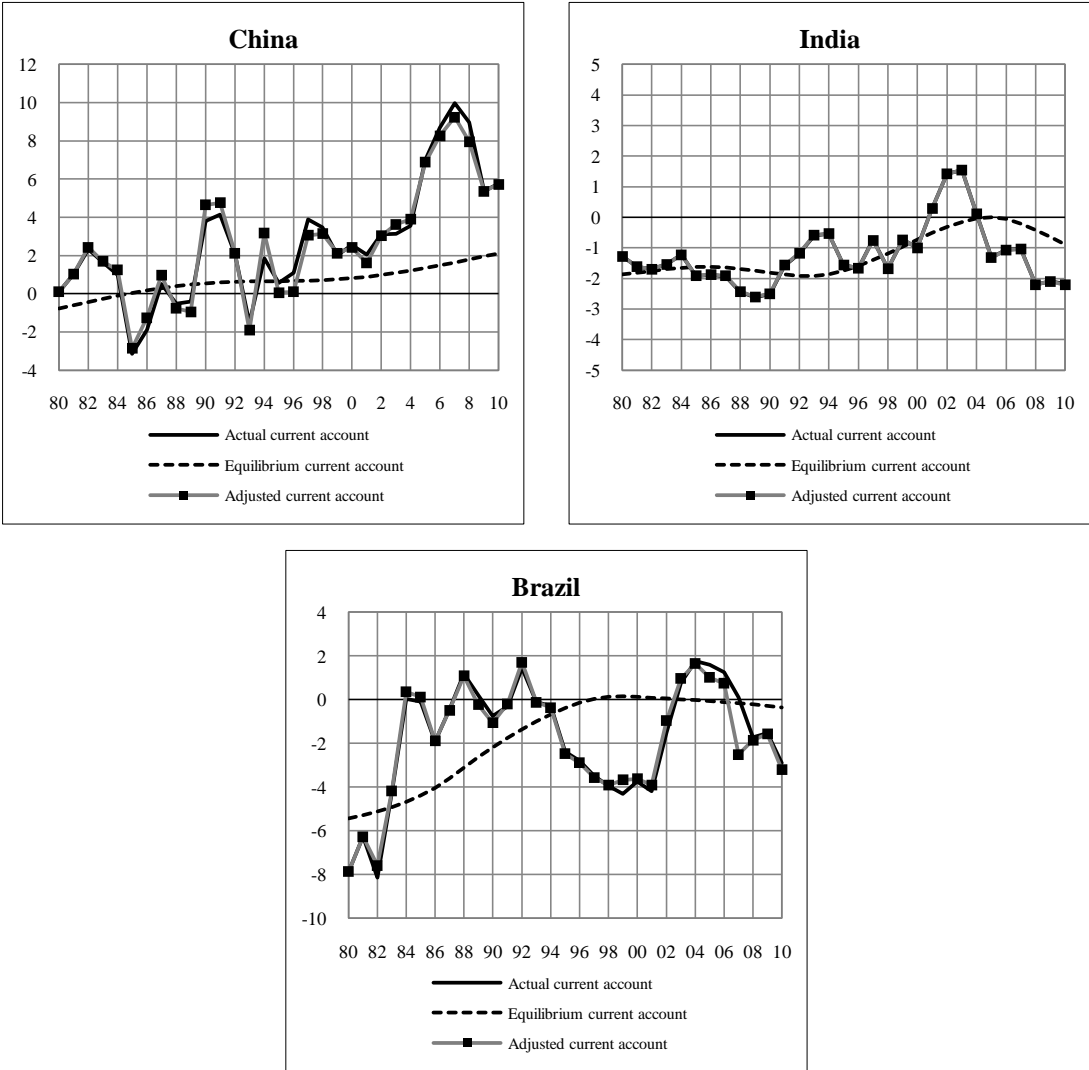 China
12
10
8
6
4
2
0
-2
-4
80 82 84 86 88 90 92 94 96 98 0 2 4 6 8 10
Actual current account
Equilibrium current account
Adjusted current account
India
5
4
3
2
1
0
-1
-2
-3
-4
-5
80 82 84 86 88 90 92 94 96 98 00 02 04 06 08 10
Actual current account
Equilibrium current account
Adjusted current account
Brazil
4
2
0
-2
-4
-6
-8
-10
80 82 84 86 88 90 92 94 96 98 00 02 04 06 08 10
Actual current account
Equilibrium current account
Adjusted current account